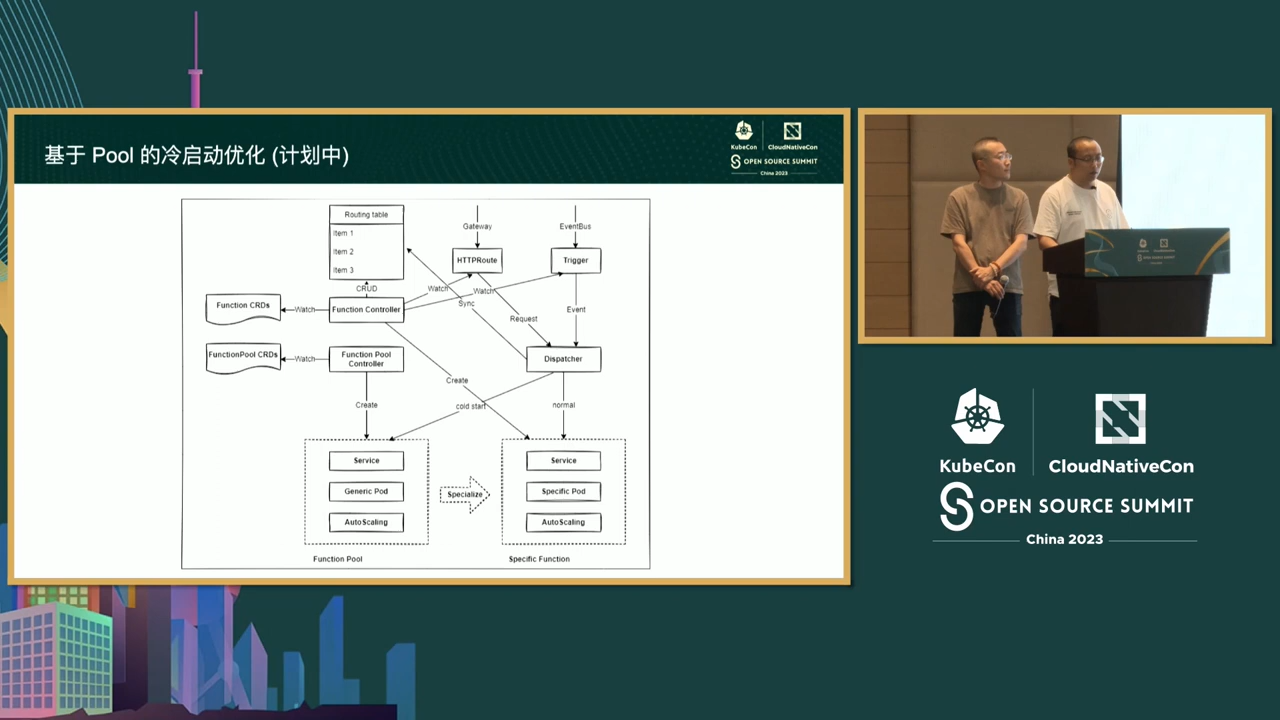 基于 Pool 的冷启动优化 (计划中)
KubeCon
CloudNativeCon
OPEN SOURCE SUMMIT
China 2023
Routing table
Item 1
Item 2
Item 3
Gateway
EventBus
HTTPRoute
Trigger
CRUD
Watch
Watch
Sync
Function CRDs
Watch
Function Controller
Request
Event
FunctionPool CRDs
Watch
Function Pool
Controller
Dispatcher
Create
Create
cold start
normal
Service
Generic Pod
AutoScaling
Function Pool
Specialize
Service
Specific Pod
AutoScaling
Specific Function
KubeCon
CloudNativeCon
OPEN SOURCE SUMMIT
China 2023